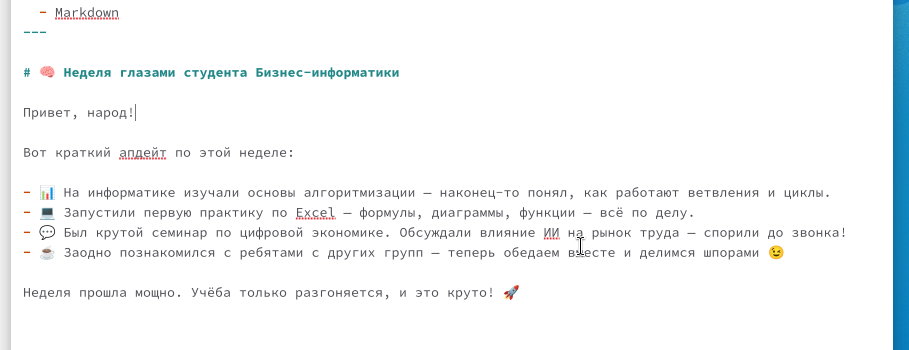 - Markdown
---
# 🧠 Неделя глазами студента Бизнес-информатики
Привет, народ!
Вот краткий апдейт по этой неделе:
- 📊 На информатике изучали основы алгоритмизации — наконец-то понял, как работают ветвления и циклы.
- 💻 Запустили первую практику по Excel — формулы, диаграммы, функции — всё по делу.
- 💬 Был крутой семинар по цифровой экономике. Обсуждали влияние ИИ на рынок труда — спорили до звонка!
- ☕ Заодно познакомился с ребятами с других групп — теперь обедаем вместе и делимся шпорами 😉
Неделя прошла мощно. Учёба только разгоняется, и это круто! 🚀